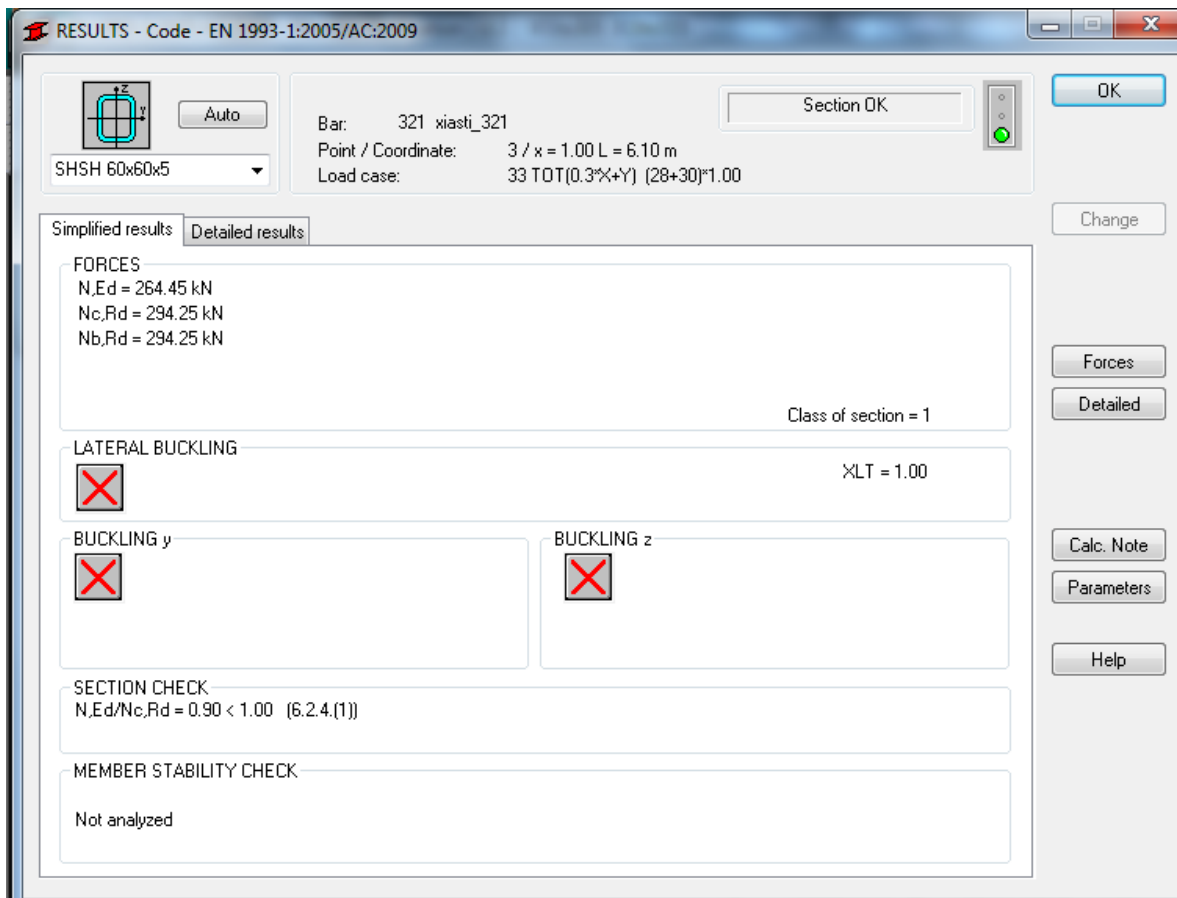 RESULTS - Code - EN 1993-1:2005/AC:2009
z
y
Auto
SHSH 60x60x5
Bar: 321 xiasti_321
Point / Coordinate: 3 / x = 1.00 L = 6.10 m
Load case: 33 TOT(0.3*X+Y) (28+30)*1.00
Section OK
OK
Change
Simplified results
Detailed results
FORCES
N,Ed = 264.45 kN
Nc,Rd = 294.25 kN
Nb,Rd = 294.25 kN
Class of section = 1
Forces
Detailed
LATERAL BUCKLING
XLT = 1.00
BUCKLING y
BUCKLING z
Calc. Note
Parameters
Help
SECTION CHECK
N,Ed/Nc,Rd = 0.90 < 1.00 (6.2.4.(1))
MEMBER STABILITY CHECK
Not analyzed